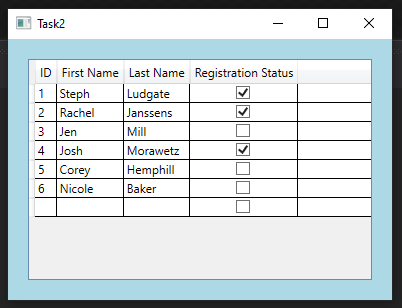 Task2
ID First Name Last Name Registration Status
1 Steph Ludgate
2 Rachel Janssens
3 Jen Mill
4 Josh Morawetz
5 Corey Hemphill
6 Nicole Baker